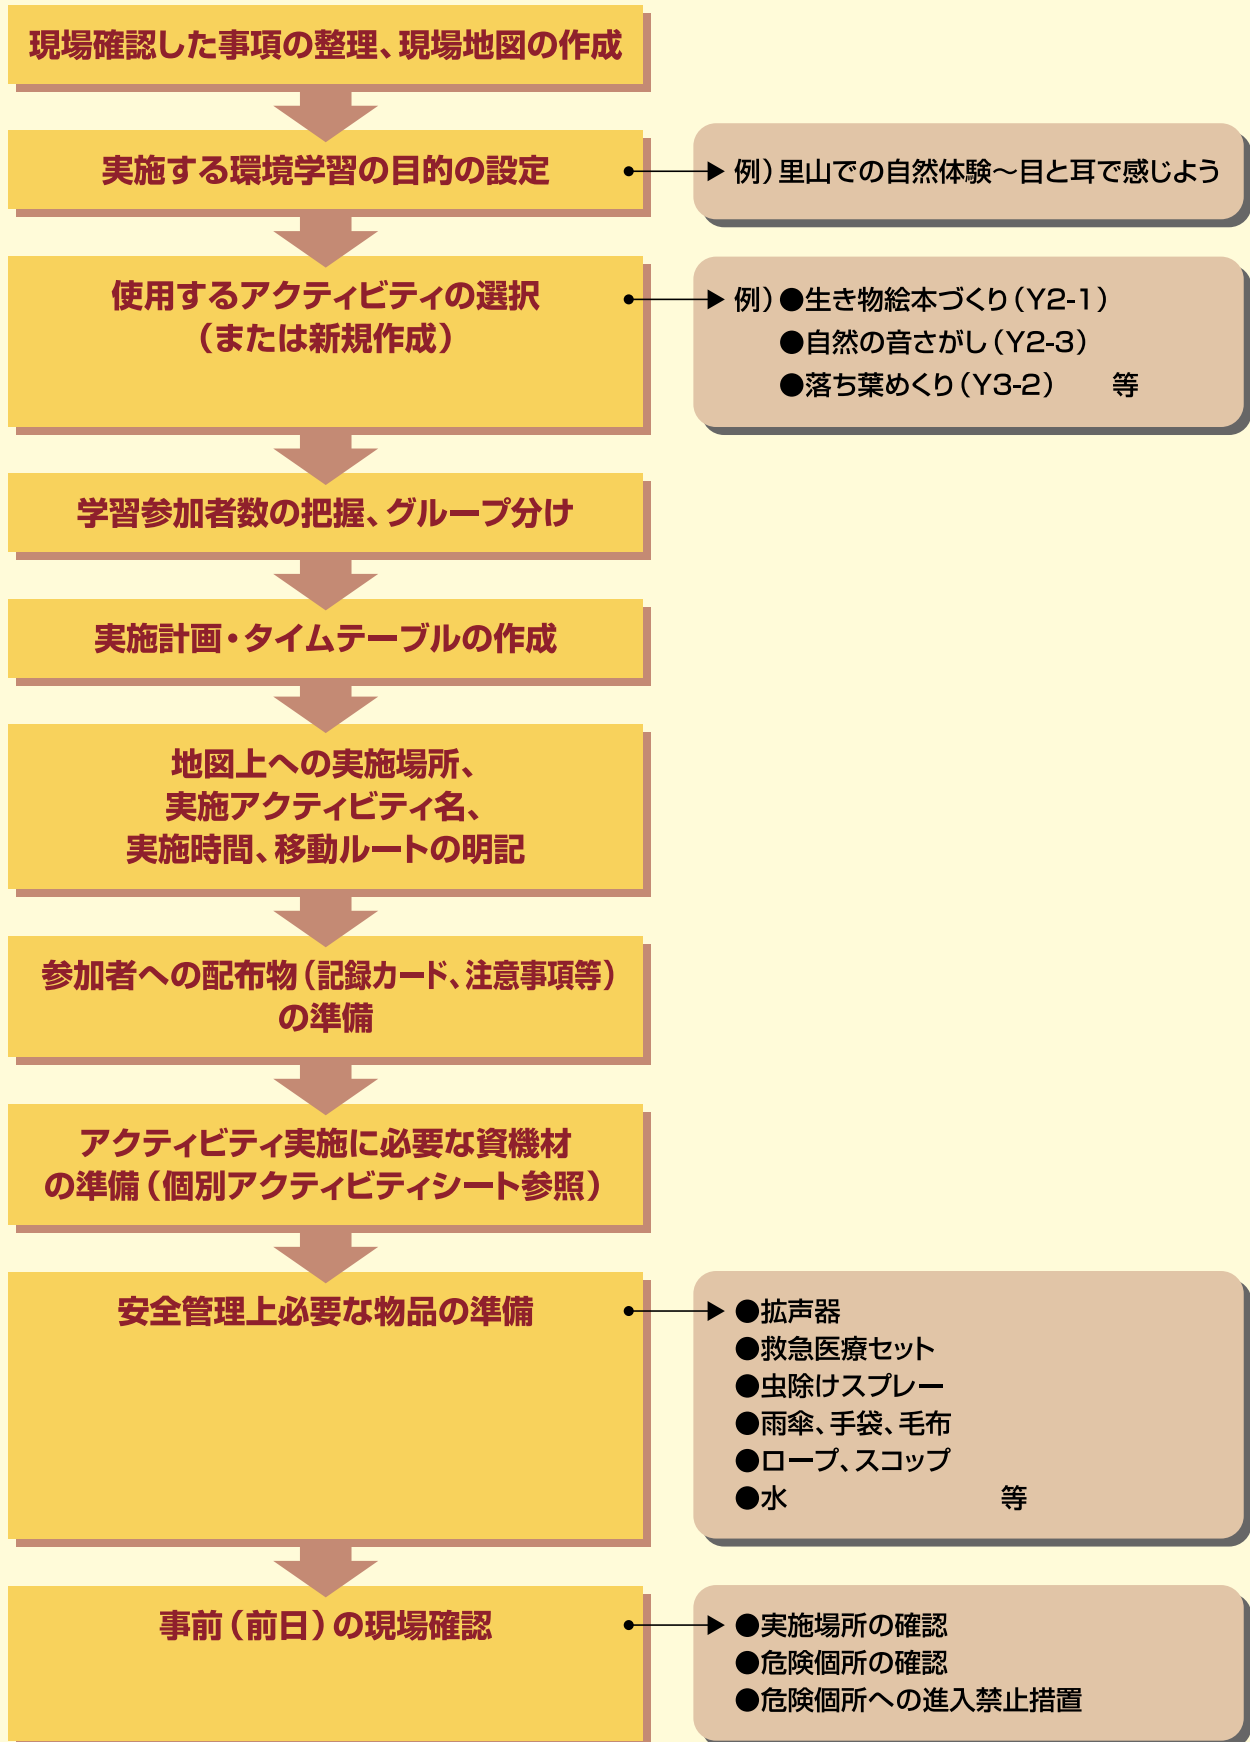 現場確認した事項の整理、現場地図の作成
実施する環境学習の目的の設定
例）里山での自然体験～目と耳で感じよう
使用するアクティビティの選択
（または新規作成）
例）●生き物絵本づくり（Y2-1）
●自然の音さがし（Y2-3）
●落ち葉めくり（Y3-2）　　等
学習参加者数の把握、グループ分け
実施計画・タイムテーブルの作成
地図上への実施場所、
実施アクティビティ名、
実施時間、移動ルートの明記
参加者への配布物（記録カード、注意事項等）
の準備
アクティビティ実施に必要な資機材
の準備（個別アクティビティシート参照）
安全管理上必要な物品の準備
●拡声器
●救急医療セット
●虫除けスプレー
●雨傘、手袋、毛布
●ロープ、スコップ
●水　　　　　　　　等
事前（前日）の現場確認
●実施場所の確認
●危険個所の確認
●危険個所への進入禁止措置